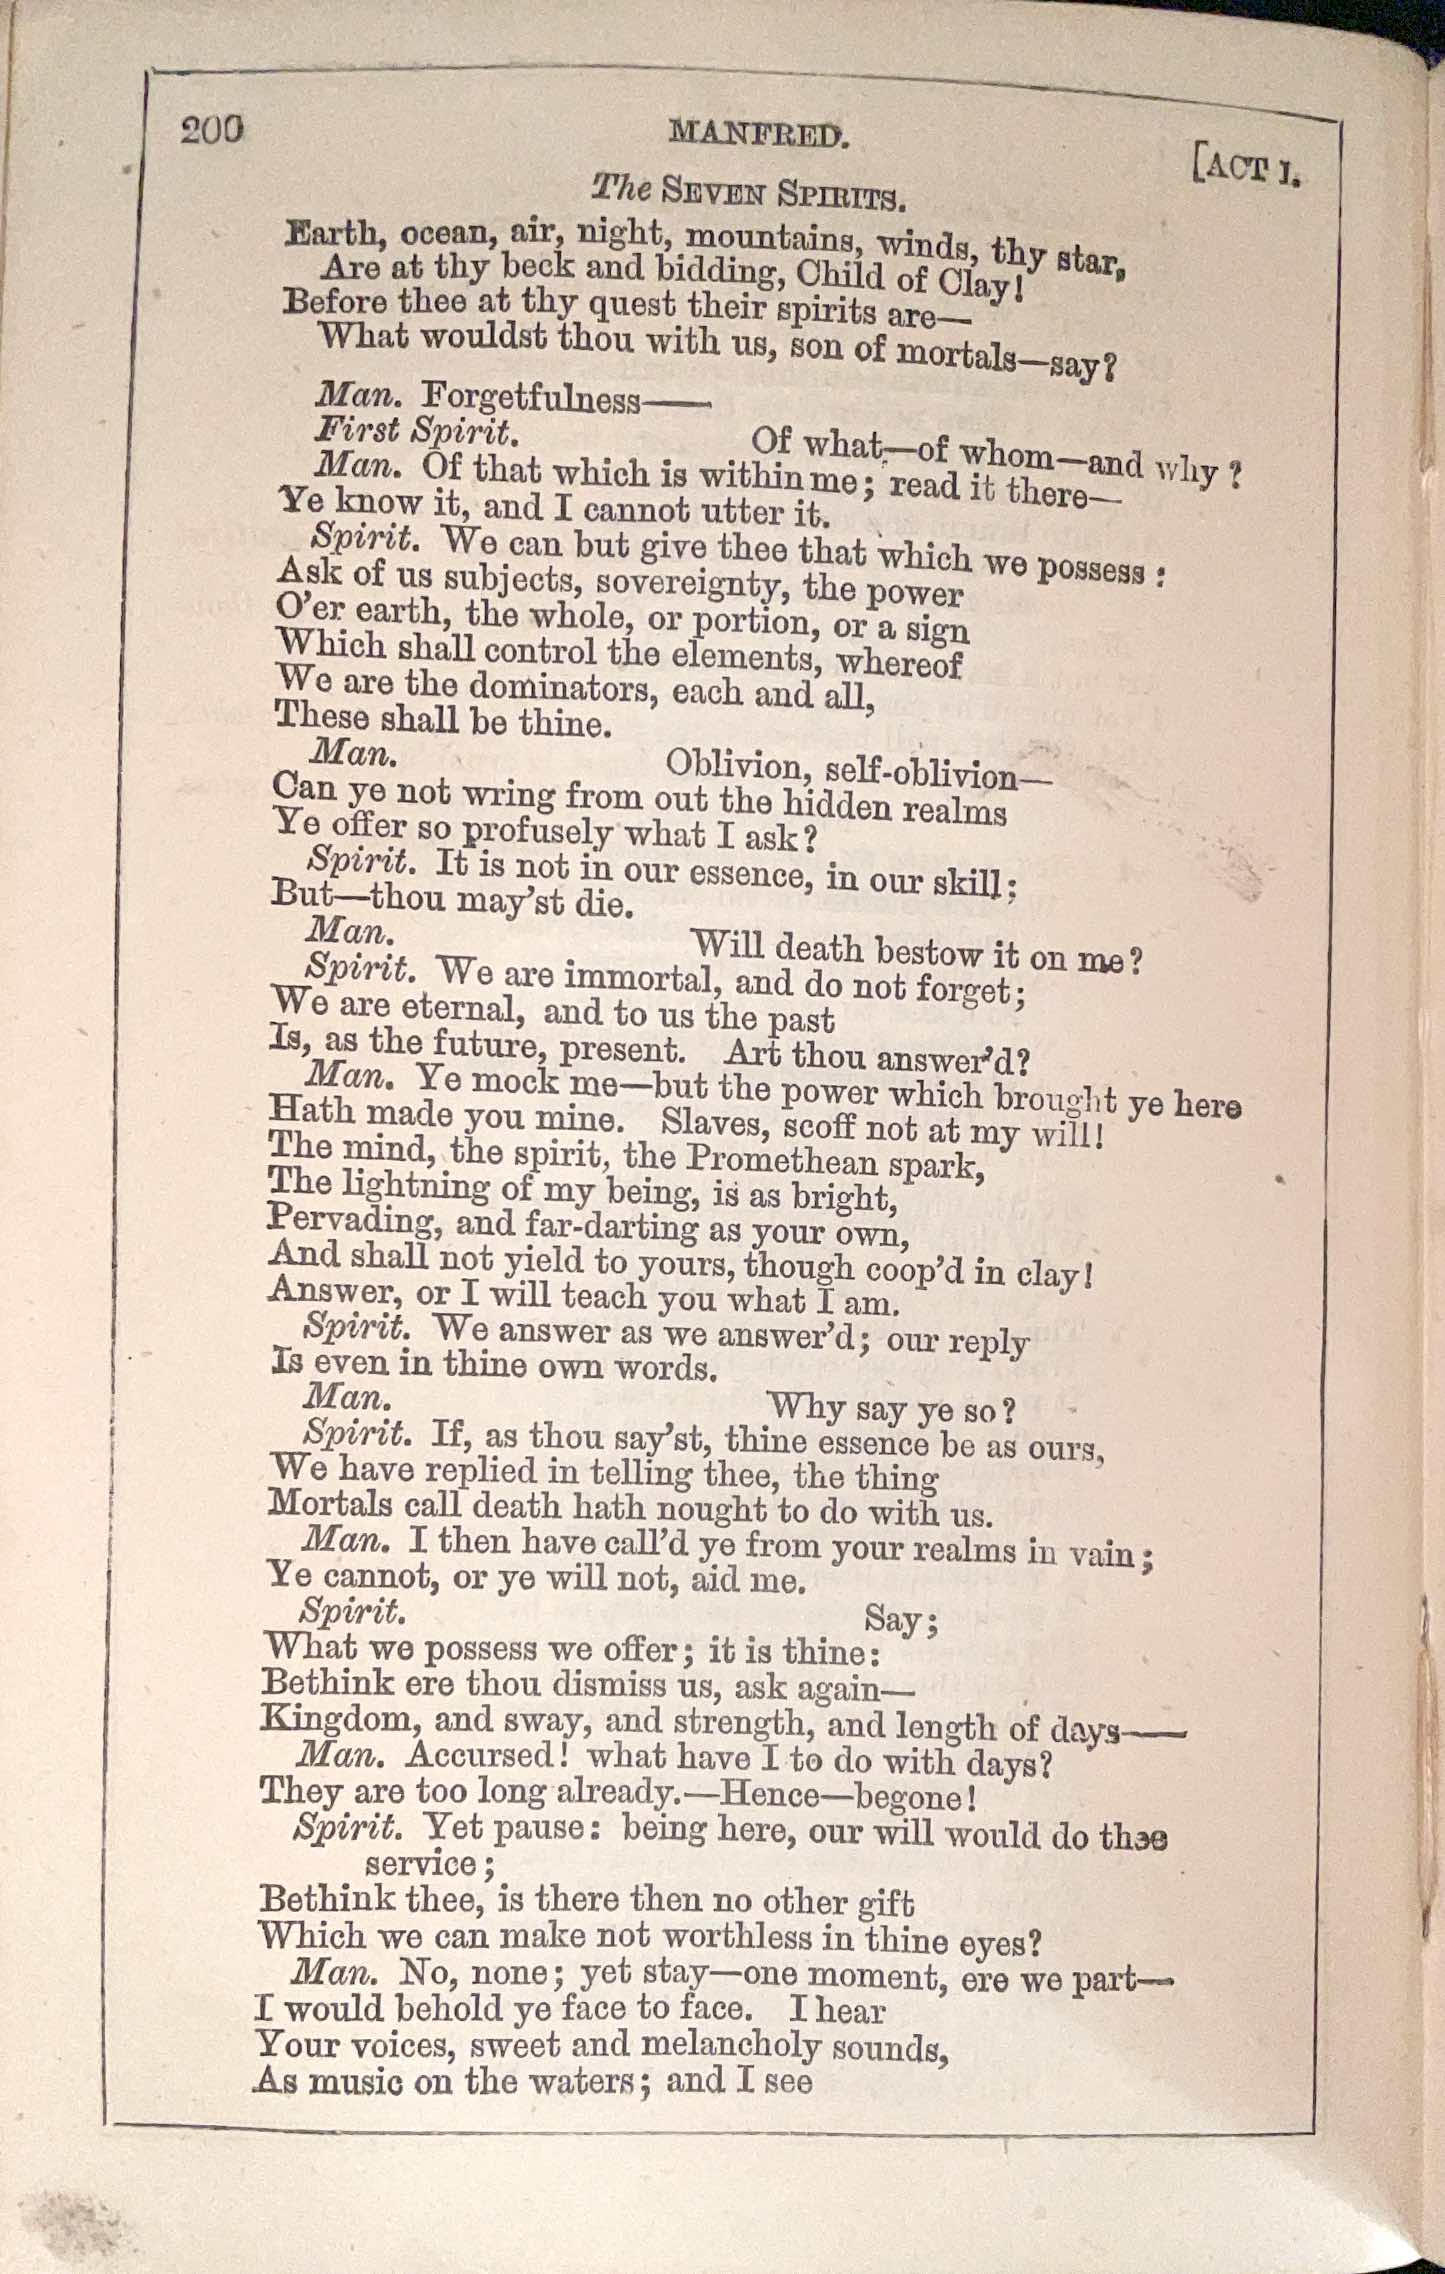 200 MANFRED. [ACT I.
The SEVEN SPIRITS.
Earth, ocean, air, night, mountains, winds, thy star,
Are at thy beck and bidding, Child of Clay!
Before thee at thy quest their spirits are—
What wouldst thou with us, son of mortals—say?
Man. Forgetfulness——
First Spirit. Of what—of whom—and why?
Man. Of that which is within me; read it there—
Ye know it, and I cannot utter it.
Spirit. We can but give thee that which we possess:
Ask of us subjects, sovereignty, the power
O'er earth, the whole, or portion, or a sign
Which shall control the elements, whereof
We are the dominators, each and all,
These shall be thine.
Man. Oblivion, self-oblivion—
Can ye not wring from out the hidden realms
Ye offer so profusely what I ask?
Spirit. It is not in our essence, in our skill;
But—thou may'st die.
Man. Will death bestow it on me?
Spirit. We are immortal, and do not forget;
We are eternal, and to us the past
Is, as the future, present. Art thou answer'd?
Man. Ye mock me—but the power which brought ye here
Hath made you mine. Slaves, scoff not at my will!
The mind, the spirit, the Promethean spark,
The lightning of my being, is as bright,
Pervading, and far-darting as your own,
And shall not yield to yours, though coop'd in clay!
Answer, or I will teach you what I am.
Spirit. We answer as we answer'd; our reply
Is even in thine own words.
Man. Why say ye so?
Spirit. If, as thou say'st, thine essence be as ours,
We have replied in telling thee, the thing
Mortals call death hath nought to do with us.
Man. I then have call'd ye from your realms in vain;
Ye cannot, or ye will not, aid me.
Spirit. Say;
What we possess we offer; it is thine:
Bethink ere thou dismiss us, ask again—
Kingdom, and sway, and strength, and length of days——
Man. Accursed! what have I to do with days?
They are too long already.—Hence—begone!
Spirit. Yet pause: being here, our will would do thee
service;
Bethink thee, is there then no other gift
Which we can make not worthless in thine eyes?
Man. No, none; yet stay—one moment, ere we part—
I would behold ye face to face. I hear
Your voices, sweet and melancholy sounds,
As music on the waters; and I see